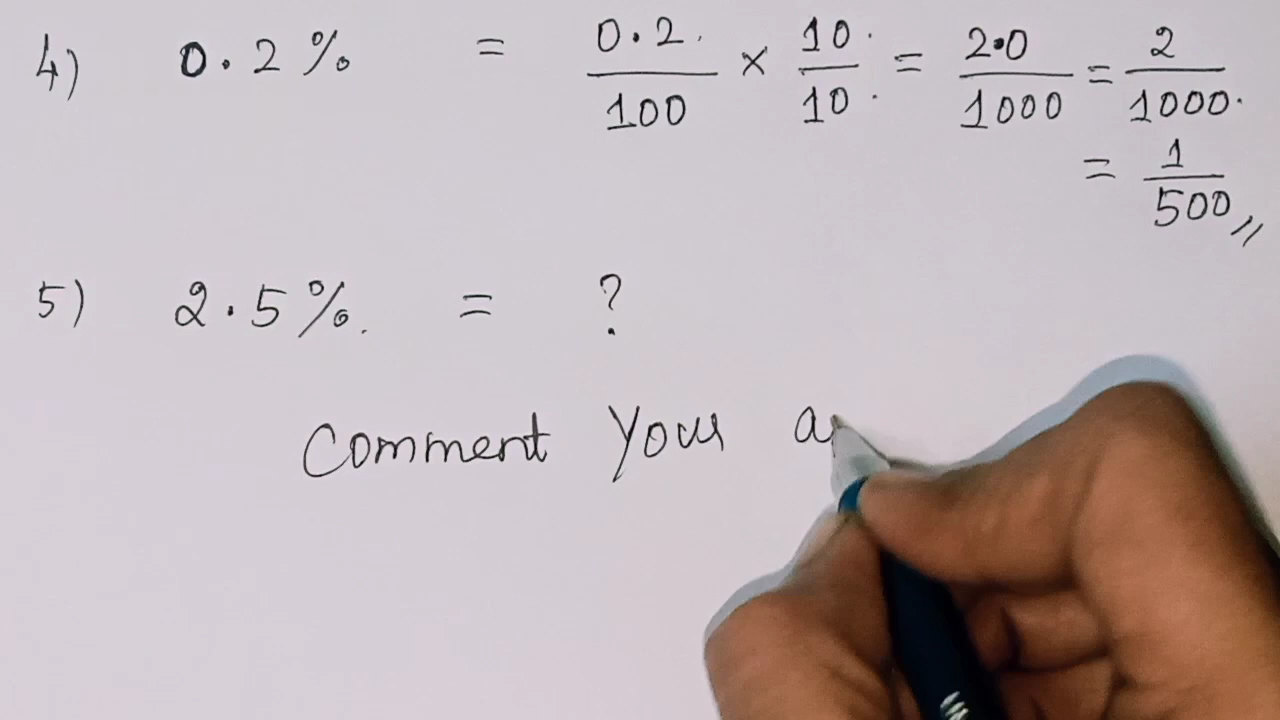 4) 0.2% = 0.2/100 × 10/10 = 2.0/1000 = 2/1000
= 1/500
5) 2.5% = ?
Comment Your a